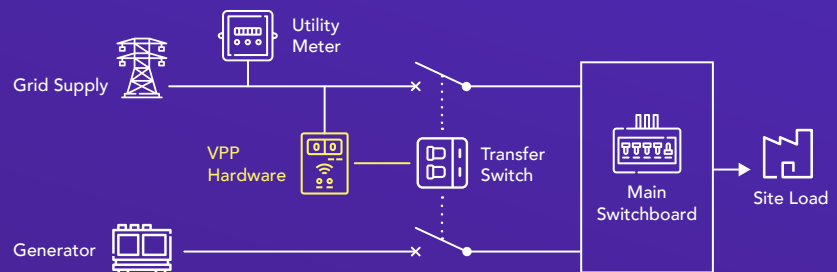 Utility
Meter
Grid Supply
VPP
Hardware
Transfer
Switch
Main
Switchboard
Site Load
Generator